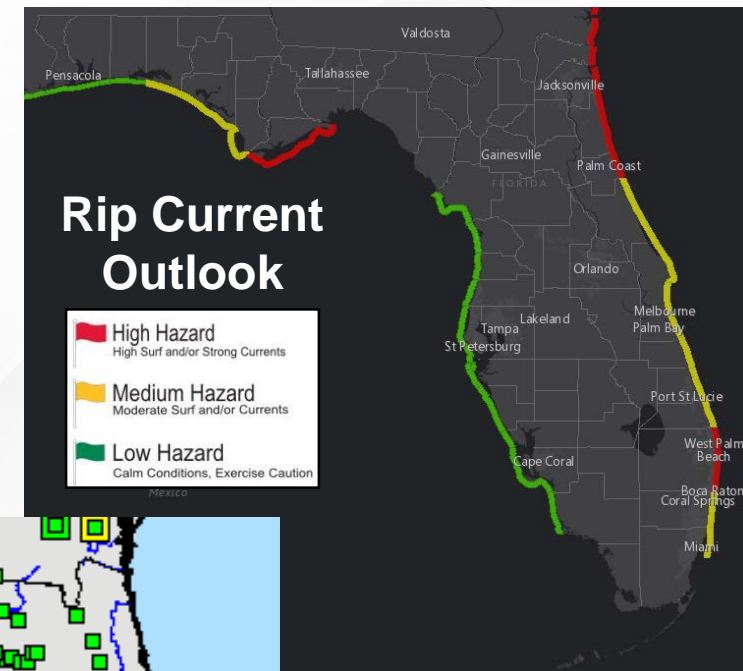 Valdosta
Pensacola
Tallahassee
Jacksonville
Gainesville
Palm Coast
FLORIDA
Rip Current
Outlook
Orlando
High Hazard
High Surf and/or Strong Currents
Medium Hazard
Moderate Surf and/or Currents
Low Hazard
Calm Conditions, Exercise Caution
Mexico
Melbourne
Palm Bay
Lakeland
Tampa
St Petersburg
Port St Lucie
West Palm
Beach
Cape Coral
Boca Raton
Coral Springs
Miami